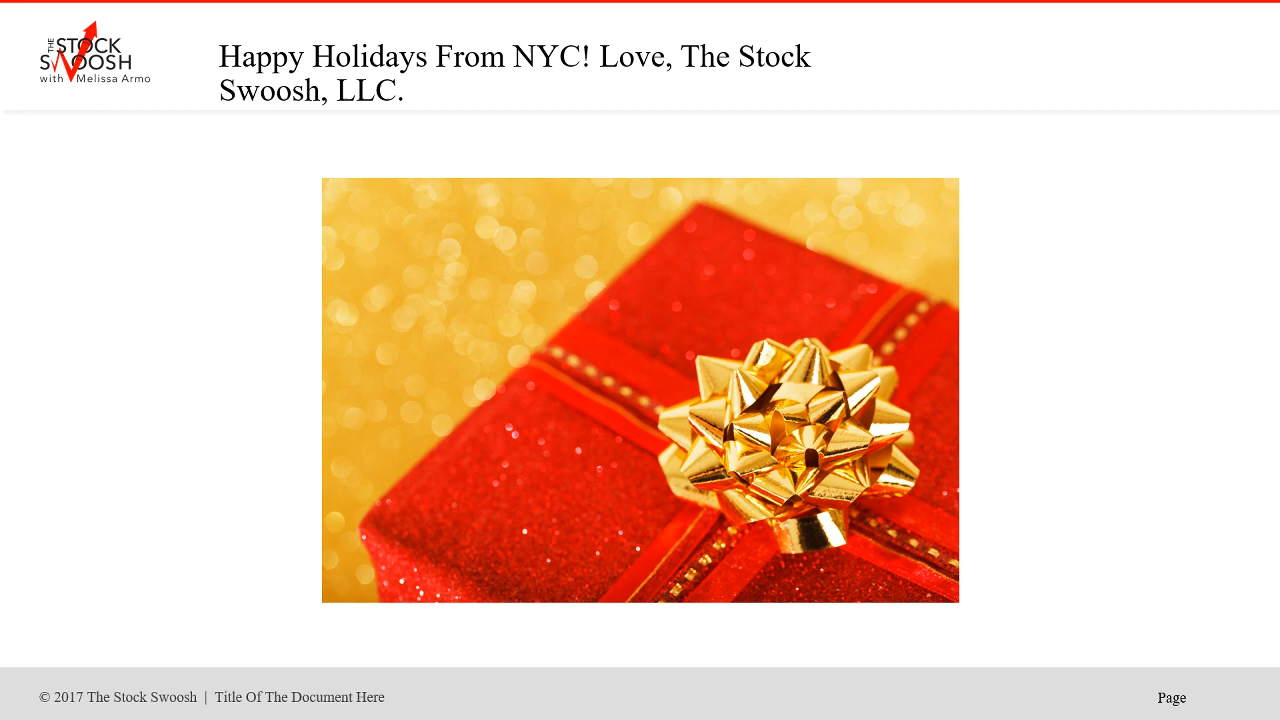 THE STOCK
SWOOSH
with Melissa Armo
Happy Holidays From NYC! Love, The Stock
Swoosh, LLC.
© 2017 The Stock Swoosh | Title Of The Document Here
Page